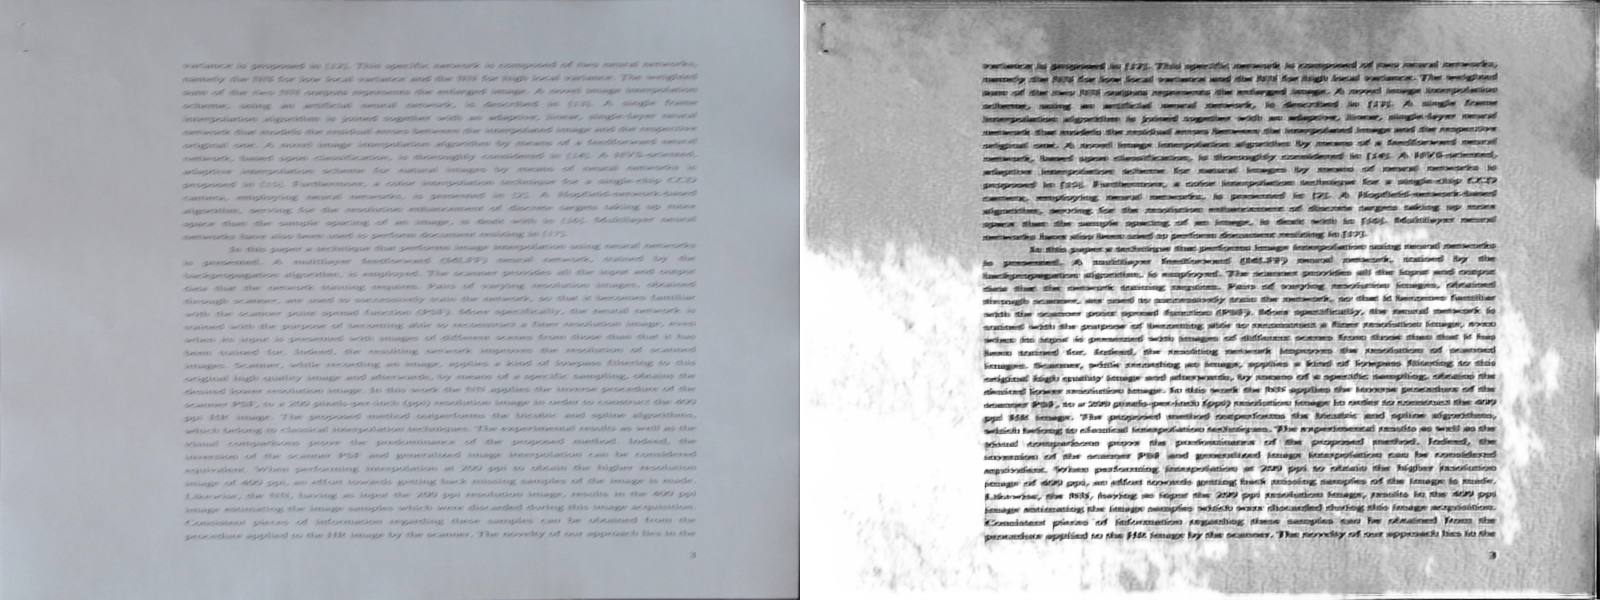 variance is proposed in [12]. This specific network is composed of two neural networks,
namely the NN for low local variance and the NN for high local variance. The weighted
sum of the two NN outputs represents the enlarged image. A novel image interpolation
scheme, using an artificial neural network, is described in [13]. A single frame
interpolation algorithm is joined together with an adaptive, linear, single-layer neural
network that models the residual errors between the interpolated image and the respective
original one. A novel image interpolation algorithm by means of a feedforward neural
network, based upon classification, is thoroughly considered in [14]. A HVS-oriented,
adaptive interpolation scheme for natural images by means of neural networks is
proposed in [15]. Furthermore, a color interpolation technique for a single-chip CCD
camera, employing neural networks, is presented in [7]. A Hopfield-network-based
algorithm, serving for the resolution enhancement of discrete targets taking up more
space than the sample spacing of an image, is dealt with in [16]. Multilayer neural
networks have also been used to perform document resizing in [17].
In this paper a technique that performs image interpolation using neural networks
is presented. A multilayer feedforward (MLFF) neural network, trained by the
backpropagation algorithm, is employed. The scanner provides all the input and output
data that the network training requires. Pairs of varying resolution images, obtained
through scanner, are used to successively train the network, so that it becomes familiar
with the scanner point spread function (PSF). More specifically, the neural network is
trained with the purpose of becoming able to reconstruct a finer resolution image, even
when its input is presented with images of different scenes from those than that it has
been trained for. Indeed, the resulting network improves the resolution of scanned
images. Scanner, while recording an image, applies a kind of lowpass filtering to this
original high quality image and afterwards, by means of a specific sampling, obtains the
desired lower resolution image. In this work the NN applies the inverse procedure of the
scanner PSF, to a 200 pixels-per-inch (ppi) resolution image in order to construct the 400
ppi HR image. The proposed method outperforms the bicubic and spline algorithms,
which belong to classical interpolation techniques. The experimental results as well as the
visual comparisons prove the predominance of the proposed method. Indeed, the
inversion of the scanner PSF and generalized image interpolation can be considered
equivalent. When performing interpolation at 200 ppi to obtain the higher resolution
image of 400 ppi, an effort towards getting back missing samples of the image is made.
Likewise, the NN, having as input the 200 ppi resolution image, results in the 400 ppi
image estimating the image samples which were discarded during this image acquisition.
Consistent pieces of information regarding these samples can be obtained from the
procedure applied to the HR image by the scanner. The novelty of our approach lies in the
3